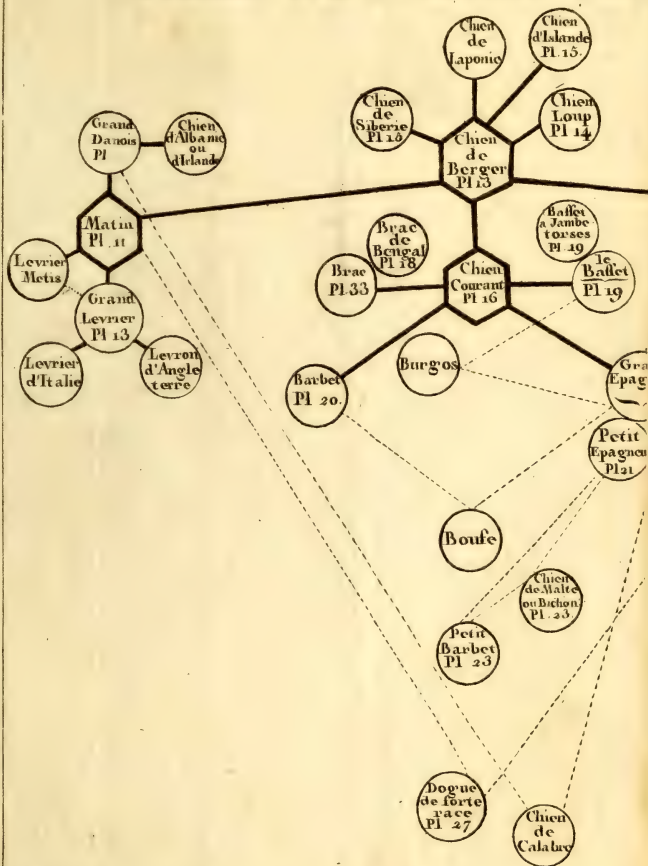 Chien
de
Laponie
Chien
d'Islande
Pl. 15.
Chien
de
Siberie
Pl 18
Chien
Loup
Pl 14
Grand
Danois
Pl
Chien
d'Albanie
ou
d'Irlande
Chien
de
Berger
Pl 13
Matin
Pl. 11
Levrier
Metis
Grand
Levrier
Pl 13
Levrier
d'Italie
Levron
d'Angle
terre
Brac
de
Bengal
Pl 18
Brac
Pl. 33
Chien
Courant
Pl 16
Basset
a Jambe
torses
Pl. 19
le
Basset
Pl 19
Barbet
Pl 20.
Burgos
Gra
Epag
Petit
Epagneu
Pl 21
Boufe
Chien
de Malte
ou Bichon
Pl. 23.
Petit
Barbet
Pl 23
Dogue
de forte
race
Pl 27
Chien
de
Calabre